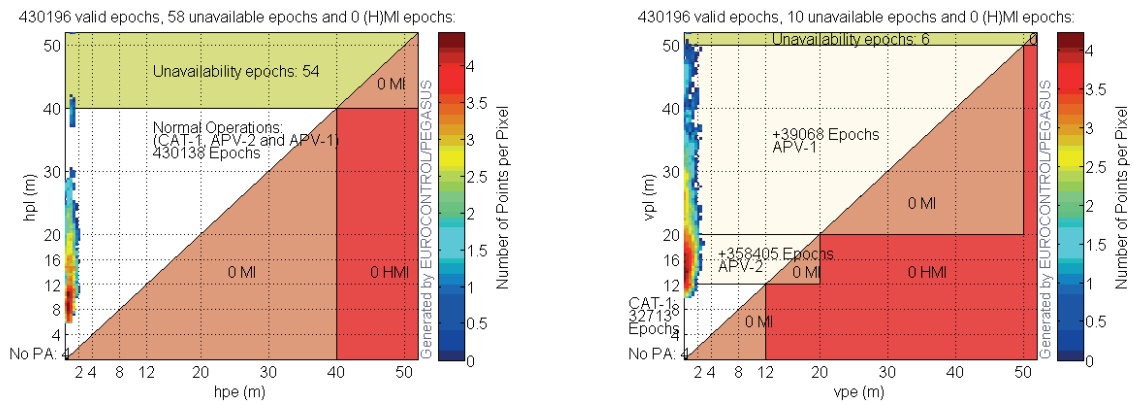 430196 valid epochs, 58 unavailable epochs and 0 (H)MI epochs:
50
40
30
20
16
12
8
4
hpl (m)
Unavailability epochs: 54
0 MI
Normal Operations:
(CAT-1, APV-2 and APV-1)
430138 Epochs
0 MI
0 HMI
No PA: 4
2 4 8 12 20 30 40 50
hpe (m)
Generated by EUROCONTROL/PEGASUS
4
3.5
3
2.5
2
1.5
1
0.5
0
Number of Points per Pixel
430196 valid epochs, 10 unavailable epochs and 0 (H)MI epochs:
50
40
30
20
16
12
8
4
vpl (m)
Unavailability epochs: 6
0
+39068 Epochs
APV-1
0 MI
+358405 Epochs
APV-2
0 MI
0 HMI
CAT-1:
32713
Epochs
0 MI
No PA: 4
2 4 8 12 20 30 40 50
vpe (m)
Generated by EUROCONTROL/PEGASUS
4
3.5
3
2.5
2
1.5
1
0.5
0
Number of Points per Pixel